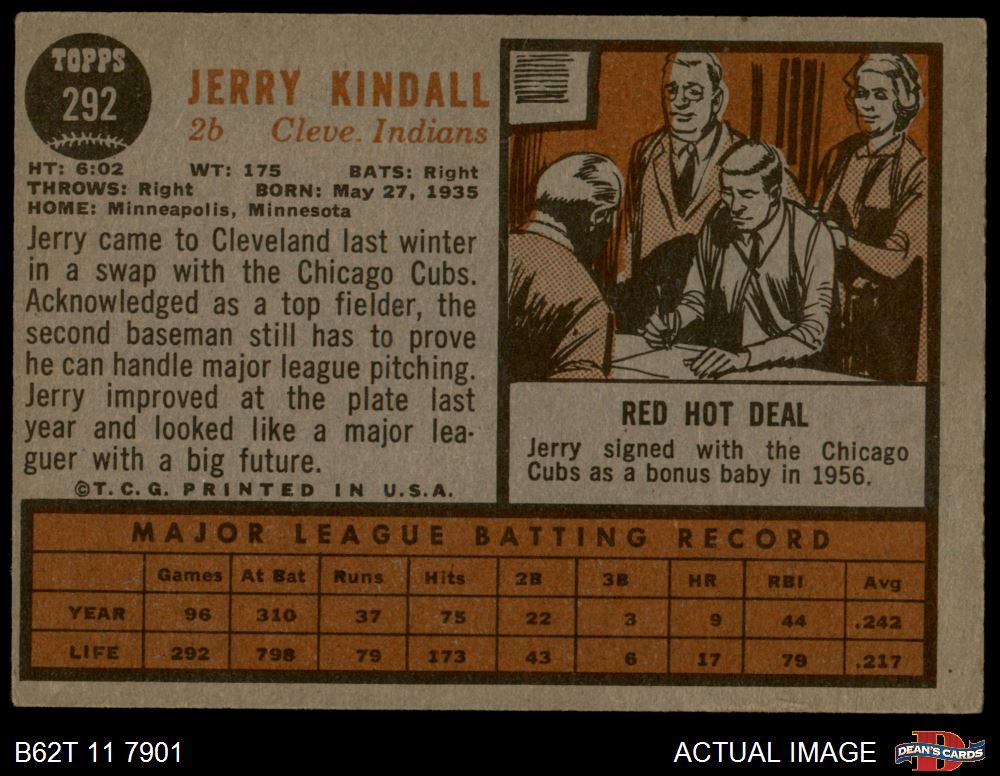 TOPPS
292
JERRY KINDALL
2b Cleve. Indians
HT: 6:02 WT: 175 BATS: Right
THROWS: Right BORN: May 27, 1935
HOME: Minneapolis, Minnesota
Jerry came to Cleveland last winter
in a swap with the Chicago Cubs.
Acknowledged as a top fielder, the
second baseman still has to prove
he can handle major league pitching.
Jerry improved at the plate last
year and looked like a major lea-
guer with a big future.
©T.C.G. PRINTED IN U.S.A.
RED HOT DEAL
Jerry signed with the Chicago
Cubs as a bonus baby in 1956.
MAJOR LEAGUE BATTING RECORD
Games At Bat Runs Hits 2B 3B HR RBI Avg
YEAR 96 310 37 75 22 3 9 44 .242
LIFE 292 798 79 173 43 6 17 79 .217
B62T 11 7901
ACTUAL IMAGE
D
DEAN'S CARDS